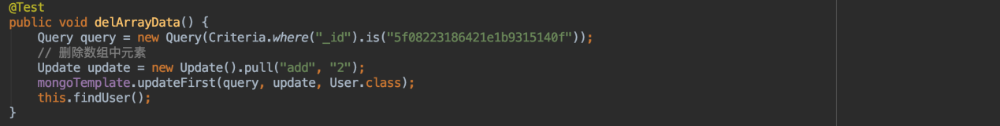 @Test
public void delArrayData() {
    Query query = new Query(Criteria.where("_id").is("5f08223186421e1b9315140f"));
    // 删除数组中元素
    Update update = new Update().pull("add", "2");
    mongoTemplate.updateFirst(query, update, User.class);
    this.findUser();
}